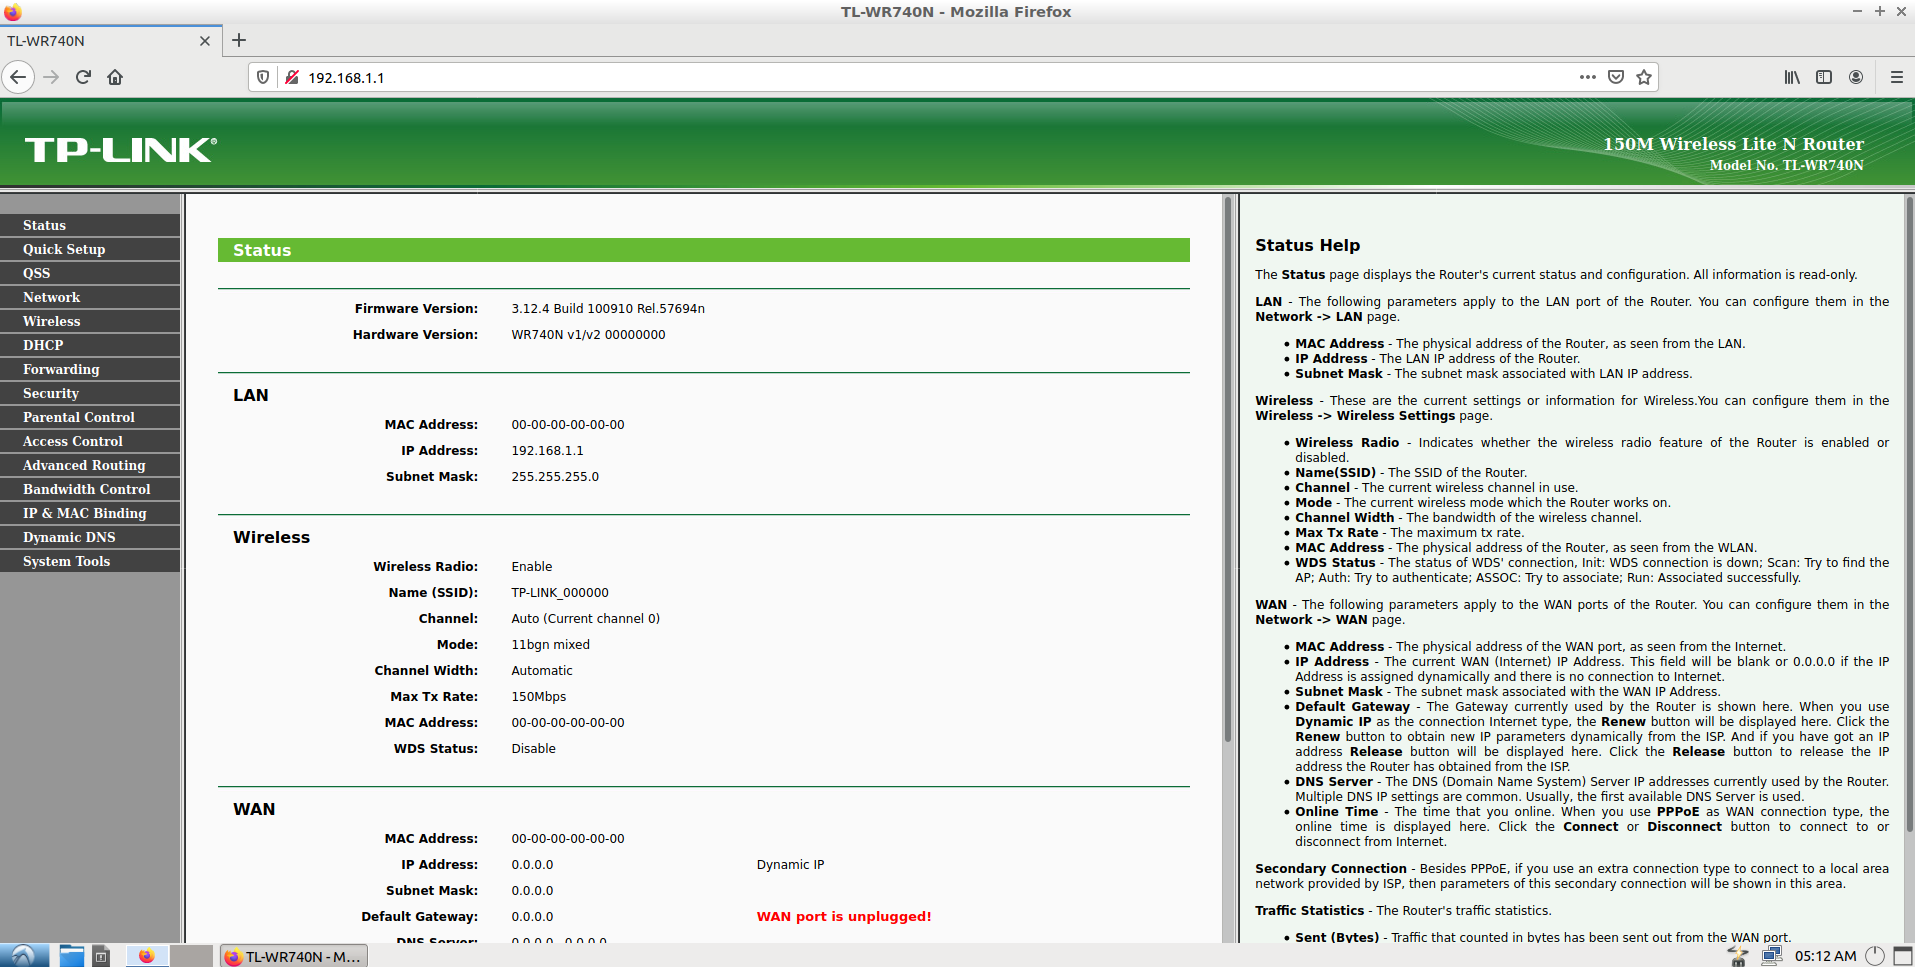 TL-WR740N - Mozilla Firefox
TL-WR740N
192.168.1.1
TP-LINK®
150M Wireless Lite N Router
Model No. TL-WR740N
Status
Quick Setup
QSS
Network
Wireless
DHCP
Forwarding
Security
Parental Control
Access Control
Advanced Routing
Bandwidth Control
IP & MAC Binding
Dynamic DNS
System Tools
Status
Firmware Version: 3.12.4 Build 100910 Rel.57694n
Hardware Version: WR740N v1/v2 00000000
LAN
MAC Address: 00-00-00-00-00-00
IP Address: 192.168.1.1
Subnet Mask: 255.255.255.0
Wireless
Wireless Radio: Enable
Name (SSID): TP-LINK_000000
Channel: Auto (Current channel 0)
Mode: 11bgn mixed
Channel Width: Automatic
Max Tx Rate: 150Mbps
MAC Address: 00-00-00-00-00-00
WDS Status: Disable
WAN
MAC Address: 00-00-00-00-00-00
IP Address: 0.0.0.0 Dynamic IP
Subnet Mask: 0.0.0.0
Default Gateway: 0.0.0.0 WAN port is unplugged!
DNS Server: 0.0.0.0 , 0.0.0.0
Status Help
The Status page displays the Router's current status and configuration. All information is read-only.
LAN - The following parameters apply to the LAN port of the Router. You can configure them in the
Network -> LAN page.
• MAC Address - The physical address of the Router, as seen from the LAN.
• IP Address - The LAN IP address of the Router.
• Subnet Mask - The subnet mask associated with LAN IP address.
Wireless - These are the current settings or information for Wireless.You can configure them in the
Wireless -> Wireless Settings page.
• Wireless Radio - Indicates whether the wireless radio feature of the Router is enabled or
disabled.
• Name(SSID) - The SSID of the Router.
• Channel - The current wireless channel in use.
• Mode - The current wireless mode which the Router works on.
• Channel Width - The bandwidth of the wireless channel.
• Max Tx Rate - The maximum tx rate.
• MAC Address - The physical address of the Router, as seen from the WLAN.
• WDS Status - The status of WDS' connection, Init: WDS connection is down; Scan: Try to find the
AP; Auth: Try to authenticate; ASSOC: Try to associate; Run: Associated successfully.
WAN - The following parameters apply to the WAN ports of the Router. You can configure them in the
Network -> WAN page.
• MAC Address - The physical address of the WAN port, as seen from the Internet.
• IP Address - The current WAN (Internet) IP Address. This field will be blank or 0.0.0.0 if the IP
Address is assigned dynamically and there is no connection to Internet.
• Subnet Mask - The subnet mask associated with the WAN IP Address.
• Default Gateway - The Gateway currently used by the Router is shown here. When you use
Dynamic IP as the connection Internet type, the Renew button will be displayed here. Click the
Renew button to obtain new IP parameters dynamically from the ISP. And if you have got an IP
address Release button will be displayed here. Click the Release button to release the IP
address the Router has obtained from the ISP.
• DNS Server - The DNS (Domain Name System) Server IP addresses currently used by the Router.
Multiple DNS IP settings are common. Usually, the first available DNS Server is used.
• Online Time - The time that you online. When you use PPPoE as WAN connection type, the
online time is displayed here. Click the Connect or Disconnect button to connect to or
disconnect from Internet.
Secondary Connection - Besides PPPoE, if you use an extra connection type to connect to a local area
network provided by ISP, then parameters of this secondary connection will be shown in this area.
Traffic Statistics - The Router's traffic statistics.
• Sent (Bytes) - Traffic that counted in bytes has been sent out from the WAN port.
TL-WR740N - M...
05:12 AM